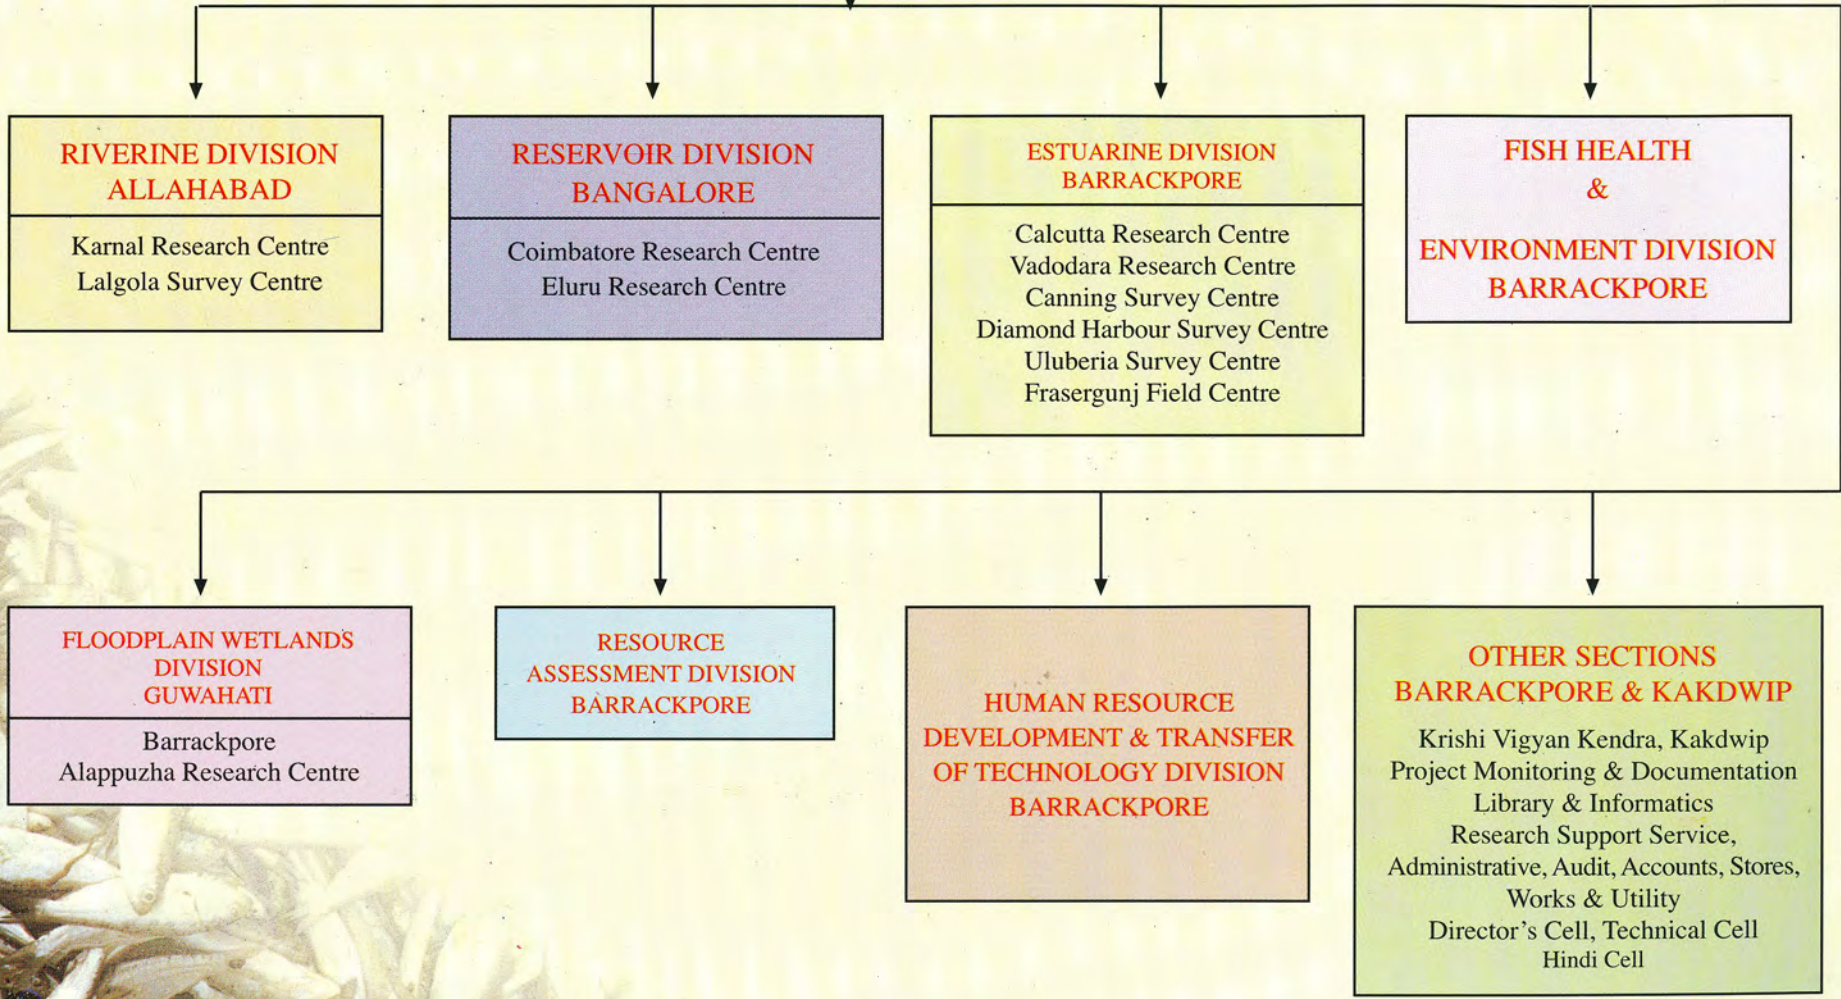 RIVERINE DIVISION
ALLAHABAD
Karnal Research Centre
Lalgola Survey Centre
RESERVOIR DIVISION
BANGALORE
Coimbatore Research Centre
Eluru Research Centre
ESTUARINE DIVISION
BARRACKPORE
Calcutta Research Centre
Vadodara Research Centre
Canning Survey Centre
Diamond Harbour Survey Centre
Uluberia Survey Centre
Frasergunj Field Centre
FISH HEALTH
&
ENVIRONMENT DIVISION
BARRACKPORE
FLOODPLAIN WETLANDS
DIVISION
GUWAHATI
Barrackpore
Alappuzha Research Centre
RESOURCE
ASSESSMENT DIVISION
BARRACKPORE
HUMAN RESOURCE
DEVELOPMENT & TRANSFER
OF TECHNOLOGY DIVISION
BARRACKPORE
OTHER SECTIONS
BARRACKPORE & KAKDWIP
Krishi Vigyan Kendra, Kakdwip
Project Monitoring & Documentation
Library & Informatics
Research Support Service,
Administrative, Audit, Accounts, Stores,
Works & Utility
Director's Cell, Technical Cell
Hindi Cell